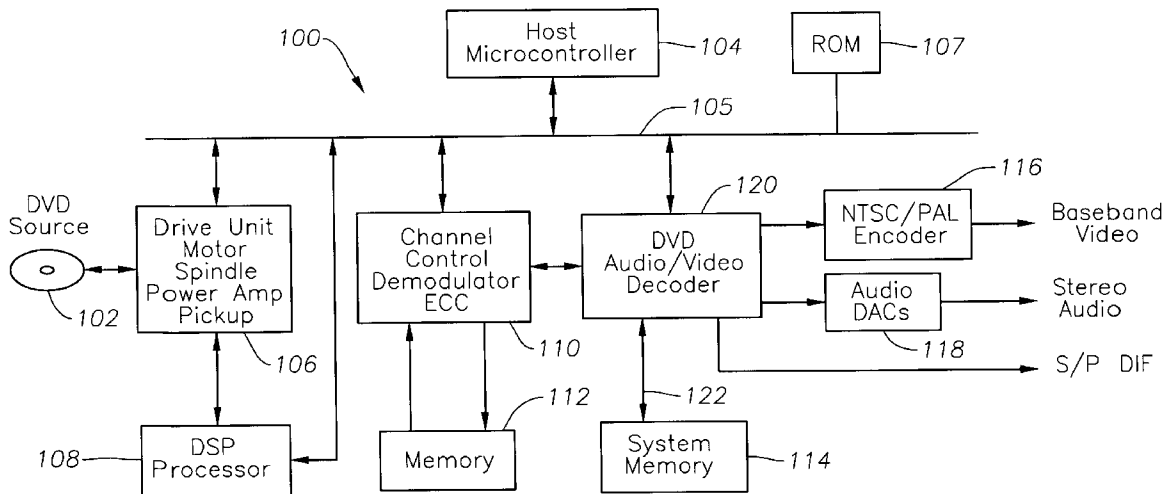 100
Host
Microcontroller
104
ROM
107
105
DVD
Source
102
Drive Unit
Motor
Spindle
Power Amp
Pickup
106
Channel
Control
Demodulator
ECC
110
120
DVD
Audio/Video
Decoder
116
NTSC/PAL
Encoder
Baseband
Video
Audio
DACs
118
Stereo
Audio
S/P DIF
108
DSP
Processor
112
Memory
122
System
Memory
114